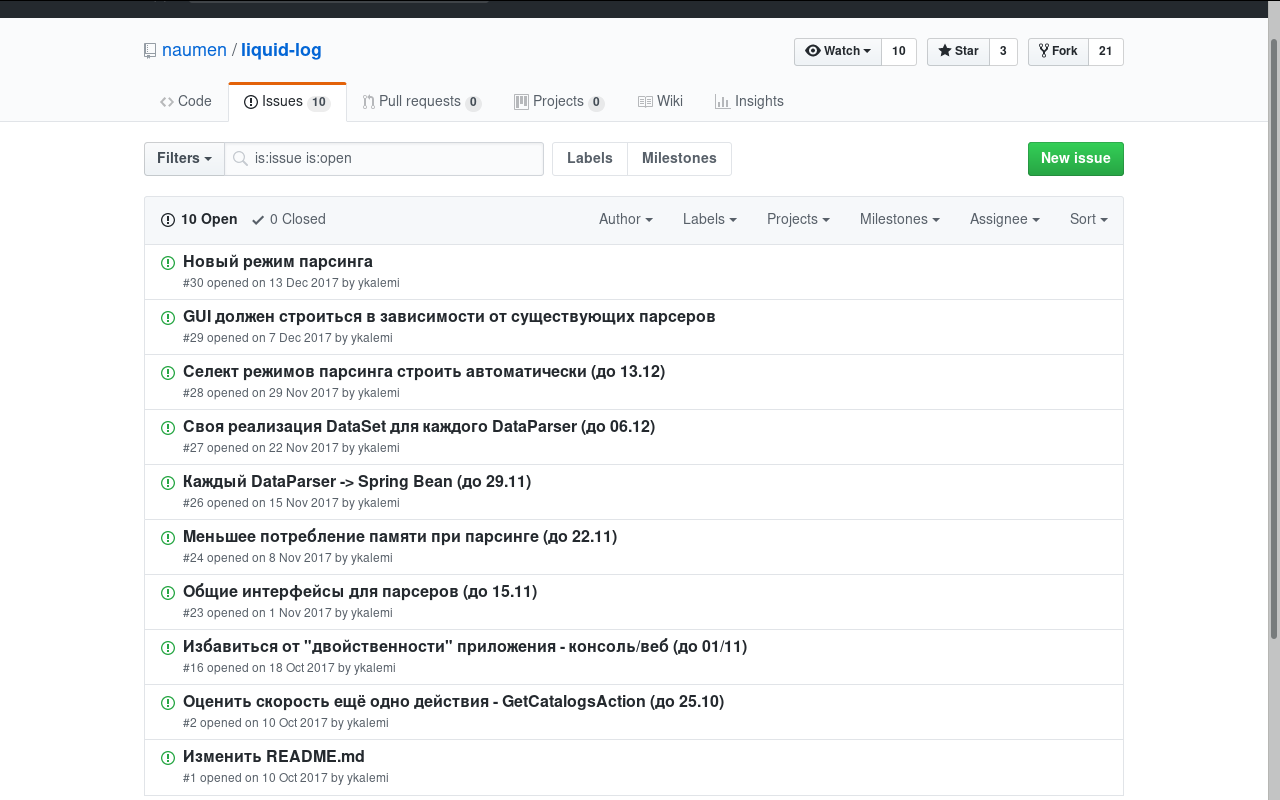 naumen / liquid-log
Watch 10 Star 3 Fork 21
Code Issues 10 Pull requests 0 Projects 0 Wiki Insights
Filters is:issue is:open Labels Milestones New issue
10 Open 0 Closed Author Labels Projects Milestones Assignee Sort
Новый режим парсинга
#30 opened on 13 Dec 2017 by ykalemi
GUI должен строиться в зависимости от существующих парсеров
#29 opened on 7 Dec 2017 by ykalemi
Селект режимов парсинга строить автоматически (до 13.12)
#28 opened on 29 Nov 2017 by ykalemi
Своя реализация DataSet для каждого DataParser (до 06.12)
#27 opened on 22 Nov 2017 by ykalemi
Каждый DataParser -> Spring Bean (до 29.11)
#26 opened on 15 Nov 2017 by ykalemi
Меньшее потребление памяти при парсинге (до 22.11)
#24 opened on 8 Nov 2017 by ykalemi
Общие интерфейсы для парсеров (до 15.11)
#23 opened on 1 Nov 2017 by ykalemi
Избавиться от "двойственности" приложения - консоль/веб (до 01/11)
#16 opened on 18 Oct 2017 by ykalemi
Оценить скорость ещё одно действия - GetCatalogsAction (до 25.10)
#2 opened on 10 Oct 2017 by ykalemi
Изменить README.md
#1 opened on 10 Oct 2017 by ykalemi